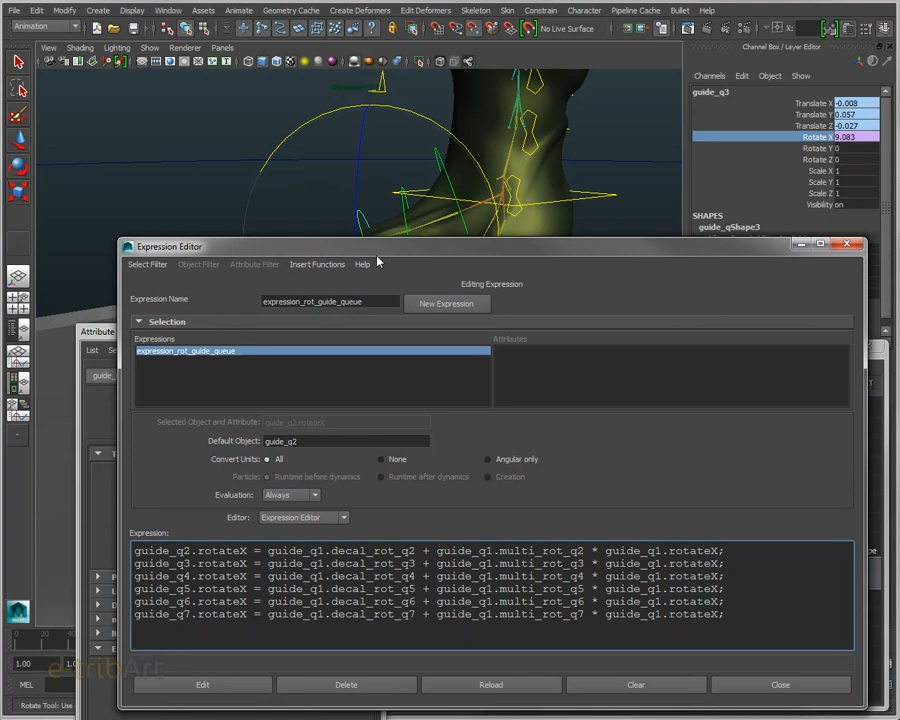 File Edit Modify Create Display Window Assets Animate Geometry Cache Create Deformers Edit Deformers Skeleton Skin Constrain Character Pipeline Cache Bullet Help
Animation
No Live Surface
View Shading Lighting Show Renderer Panels
Channel Box / Layer Editor
Channels Edit Object Show
guide_q3
Translate X -0.008
Translate Y 0.057
Translate Z -0.027
Rotate X 9.083
Rotate Y 0
Rotate Z 0
Scale X 1
Scale Y 1
Scale Z 1
Visibility on
SHAPES
guide_qShape3
Expression Editor
Select Filter Object Filter Attribute Filter Insert Functions Help
Editing Expression
Expression Name expression_rot_guide_queue New Expression
Selection
Expressions Attributes
expression_rot_guide_queue
Attribute
List
guide_
Selected Object and Attribute: guide_q2.rotateX
Default Object: guide_q2
Convert Units: All None Angular only
Particle: Runtime before dynamics Runtime after dynamics Creation
Evaluation: Always
Editor: Expression Editor
Expression:
guide_q2.rotateX = guide_q1.decal_rot_q2 + guide_q1.multi_rot_q2 * guide_q1.rotateX;
guide_q3.rotateX = guide_q1.decal_rot_q3 + guide_q1.multi_rot_q3 * guide_q1.rotateX;
guide_q4.rotateX = guide_q1.decal_rot_q4 + guide_q1.multi_rot_q4 * guide_q1.rotateX;
guide_q5.rotateX = guide_q1.decal_rot_q5 + guide_q1.multi_rot_q5 * guide_q1.rotateX;
guide_q6.rotateX = guide_q1.decal_rot_q6 + guide_q1.multi_rot_q6 * guide_q1.rotateX;
guide_q7.rotateX = guide_q1.decal_rot_q7 + guide_q1.multi_rot_q7 * guide_q1.rotateX;
1.00 1.0
e-tribArt
MEL
Edit Delete Reload Clear Close
Rotate Tool: Use